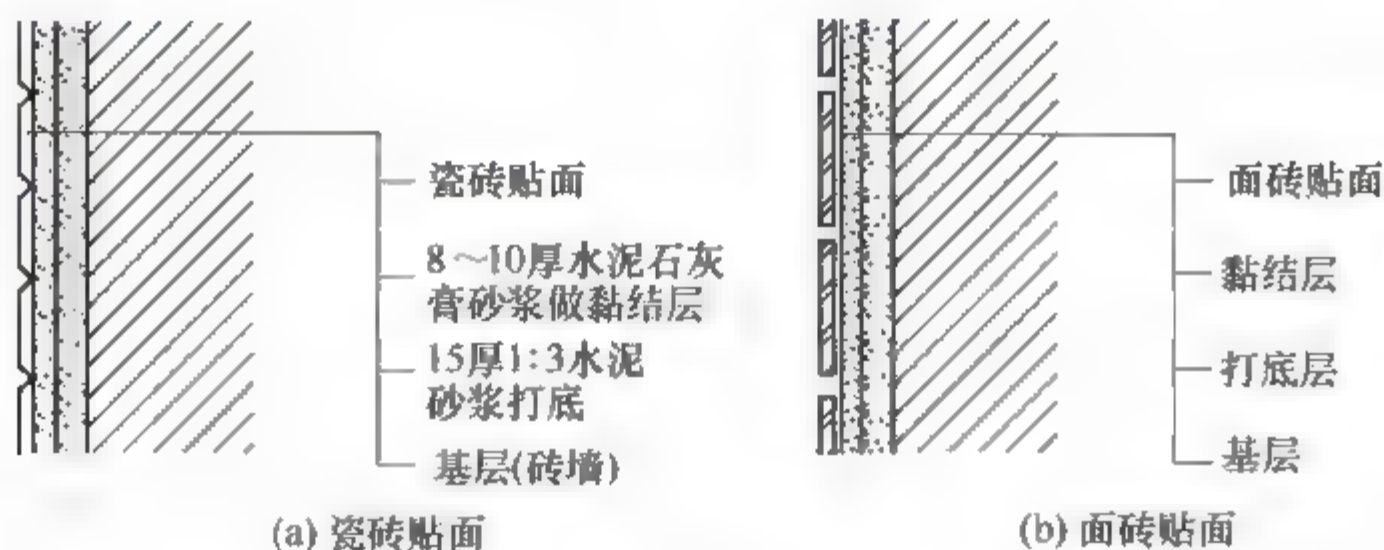 瓷砖贴面
8～10厚水泥石灰
膏砂浆做黏结层
15厚1:3水泥
砂浆打底
基层(砖墙)
(a) 瓷砖贴面
面砖贴面
黏结层
打底层
基层
(b) 面砖贴面